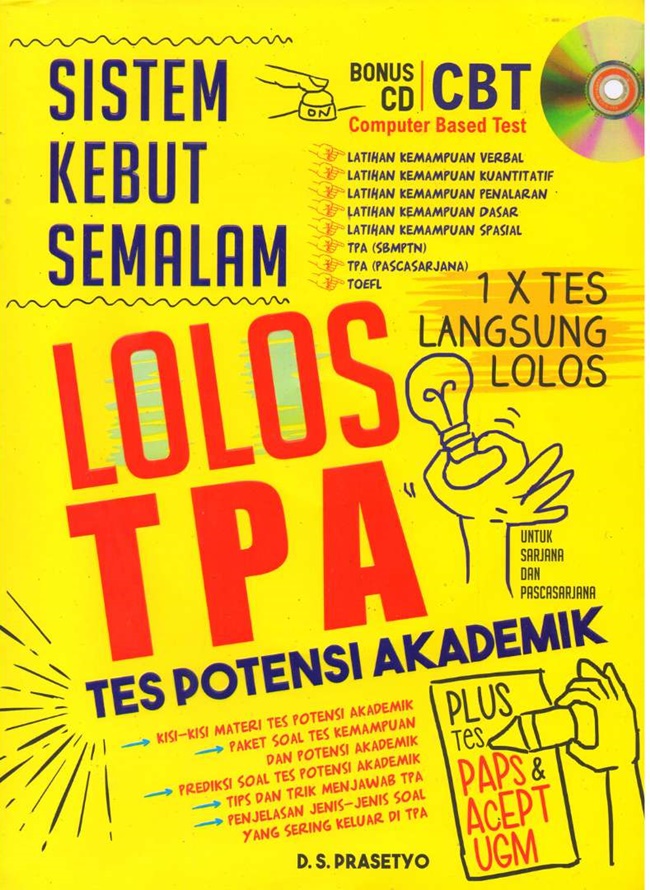 SISTEM
KEBUT
SEMALAM
ON
BONUS
CD
CBT
Computer Based Test
LATIHAN KEMAMPUAN VERBAL
LATIHAN KEMAMPUAN KUANTITATIF
LATIHAN KEMAMPUAN PENALARAN
LATIHAN KEMAMPUAN DASAR
LATIHAN KEMAMPUAN SPASIAL
TPA (SBMPTN)
TPA (PASCASARJANA)
TOEFL
1 X TES
LANGSUNG
LOLOS
LOLOS
TPA
UNTUK
SARJANA
DAN
PASCASARJANA
TES POTENSI AKADEMIK
KISI-KISI MATERI TES POTENSI AKADEMIK
PAKET SOAL TES KEMAMPUAN
DAN POTENSI AKADEMIK
PREDIKSI SOAL TES POTENSI AKADEMIK
TIPS DAN TRIK MENJAWAB TPA
PENJELASAN JENIS-JENIS SOAL
YANG SERING KELUAR DI TPA
PLUS
Tes
PAPS &
ACEPT
UGM
D. S. PRASETYO